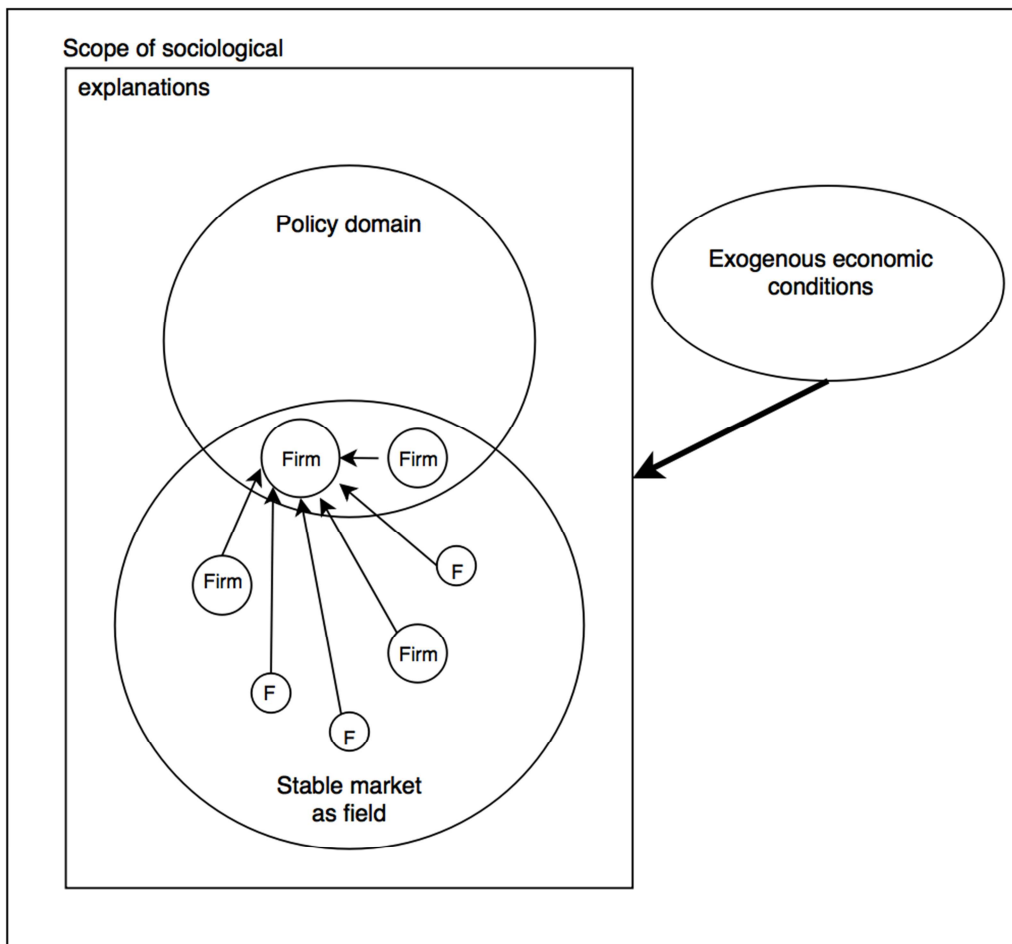 Scope of sociological
explanations
Policy domain
Exogenous economic
conditions
Firm
Firm
F
Firm
Firm
F
F
Stable market
as field